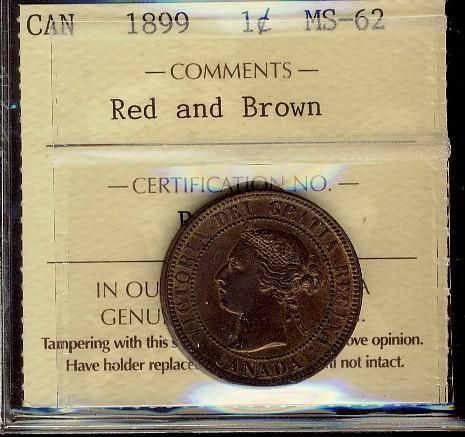 CAN 1899 1¢ MS-62
— COMMENTS —
Red and Brown
— CERTIFICATION NO. —
VICTORIA DEI GRATIA REGINA.
CANADA
IN OU
GENU
Tampering with this s ove opinion.
Have holder replace not intact.